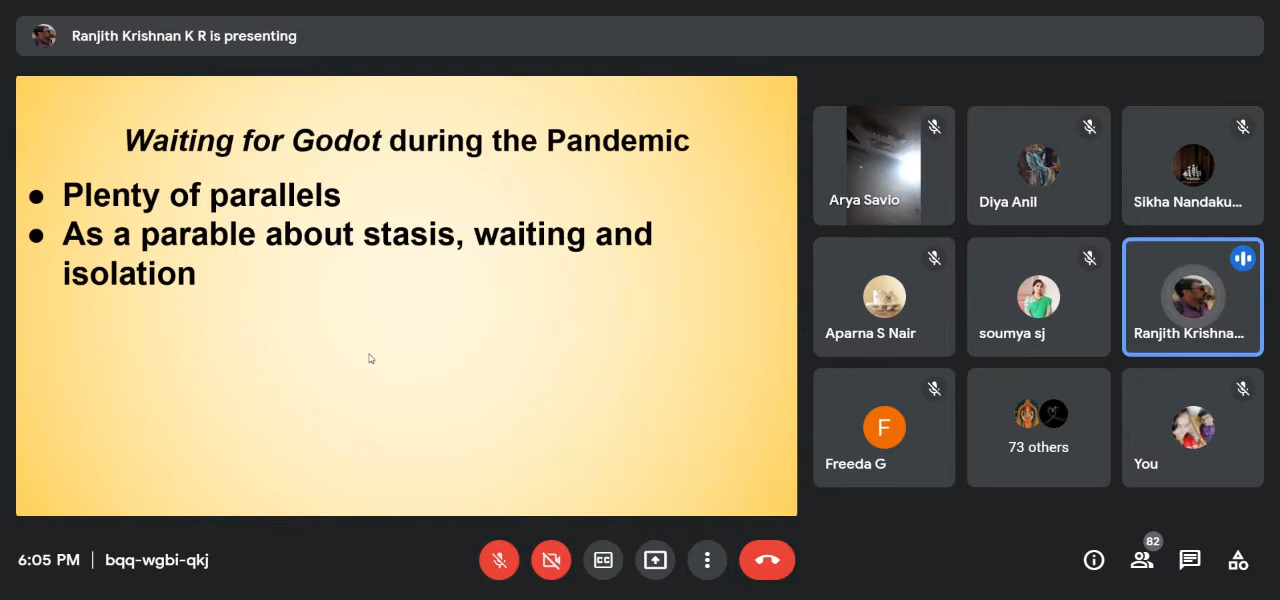 Ranjith Krishnan K R is presenting
Waiting for Godot during the Pandemic
● Plenty of parallels
● As a parable about stasis, waiting and
isolation
Arya Savio
Diya Anil
Sikha Nandaku...
Aparna S Nair
soumya sj
Ranjith Krishna...
F
Freeda G
73 others
You
6:05 PM | bqq-wgbi-qkj
CC
82